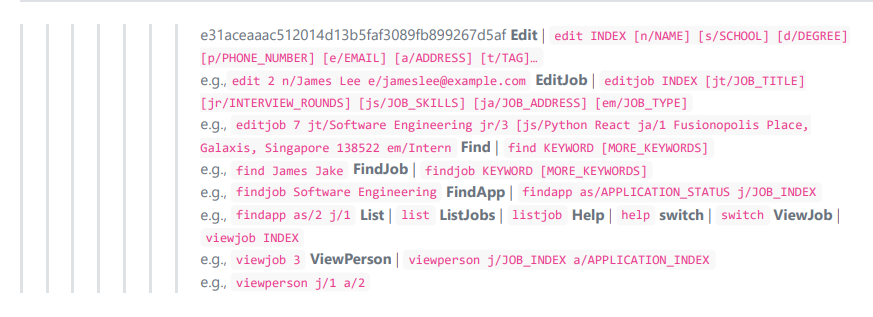 e31aceaaac512014d13b5faf3089fb899267d5af Edit | edit INDEX [n/NAME] [s/SCHOOL] [d/DEGREE]
[p/PHONE_NUMBER] [e/EMAIL] [a/ADDRESS] [t/TAG]…
e.g., edit 2 n/James Lee e/jameslee@example.com EditJob | editjob INDEX [jt/JOB_TITLE]
[jr/INTERVIEW_ROUNDS] [js/JOB_SKILLS] [ja/JOB_ADDRESS] [em/JOB_TYPE]
e.g., editjob 7 jt/Software Engineering jr/3 [js/Python React ja/1 Fusionopolis Place,
Galaxis, Singapore 138522 em/Intern Find | find KEYWORD [MORE_KEYWORDS]
e.g., find James Jake FindJob | findjob KEYWORD [MORE_KEYWORDS]
e.g., findjob Software Engineering FindApp | findapp as/APPLICATION_STATUS j/JOB_INDEX
e.g., findapp as/2 j/1 List | list ListJobs | listjob Help | help switch | switch ViewJob |
viewjob INDEX
e.g., viewjob 3 ViewPerson | viewperson j/JOB_INDEX a/APPLICATION_INDEX
e.g., viewperson j/1 a/2